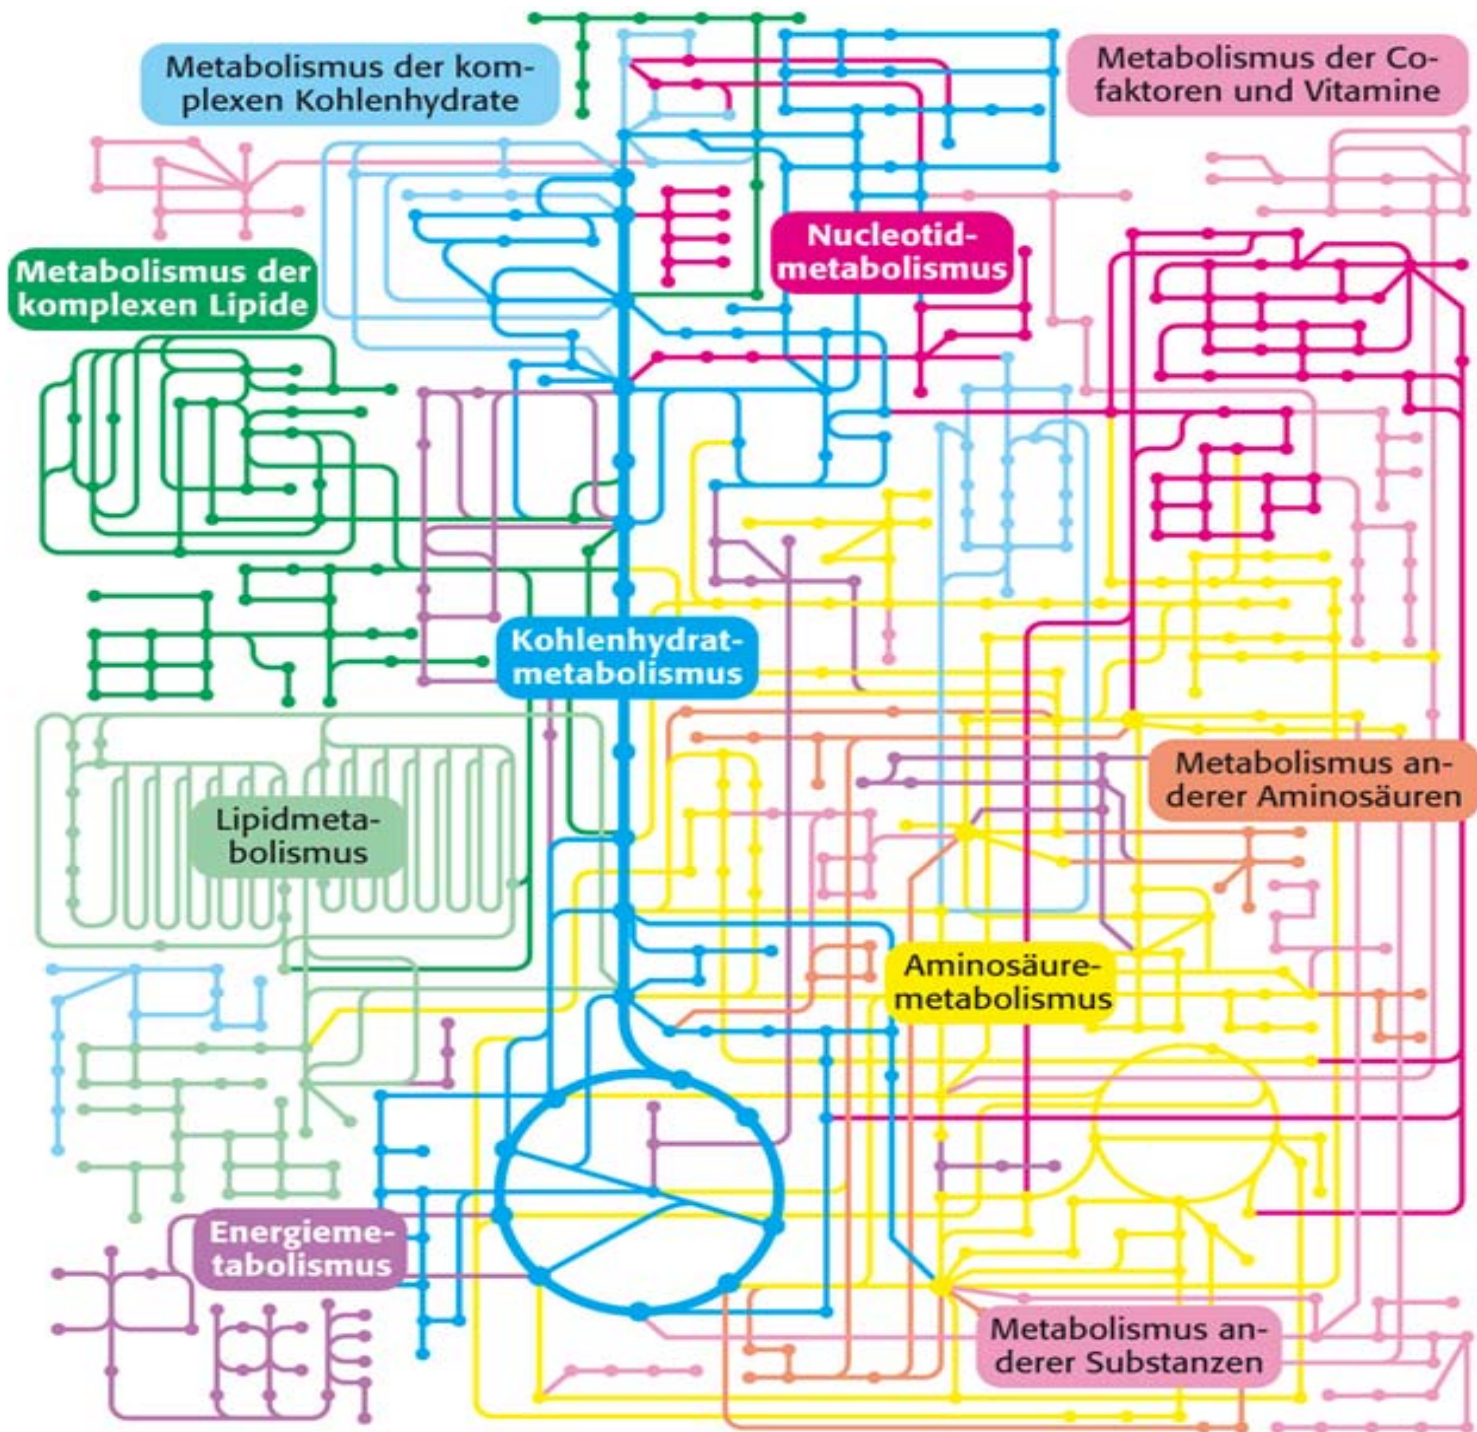 Metabolismus der kom-
plexen Kohlenhydrate
Metabolismus der Co-
faktoren und Vitamine
Nucleotid-
metabolismus
Metabolismus der
komplexen Lipide
Kohlenhydrat-
metabolismus
Metabolismus an-
derer Aminosäuren
Lipidmeta-
bolismus
Aminosäure-
metabolismus
Energieme-
tabolismus
Metabolismus an-
derer Substanzen